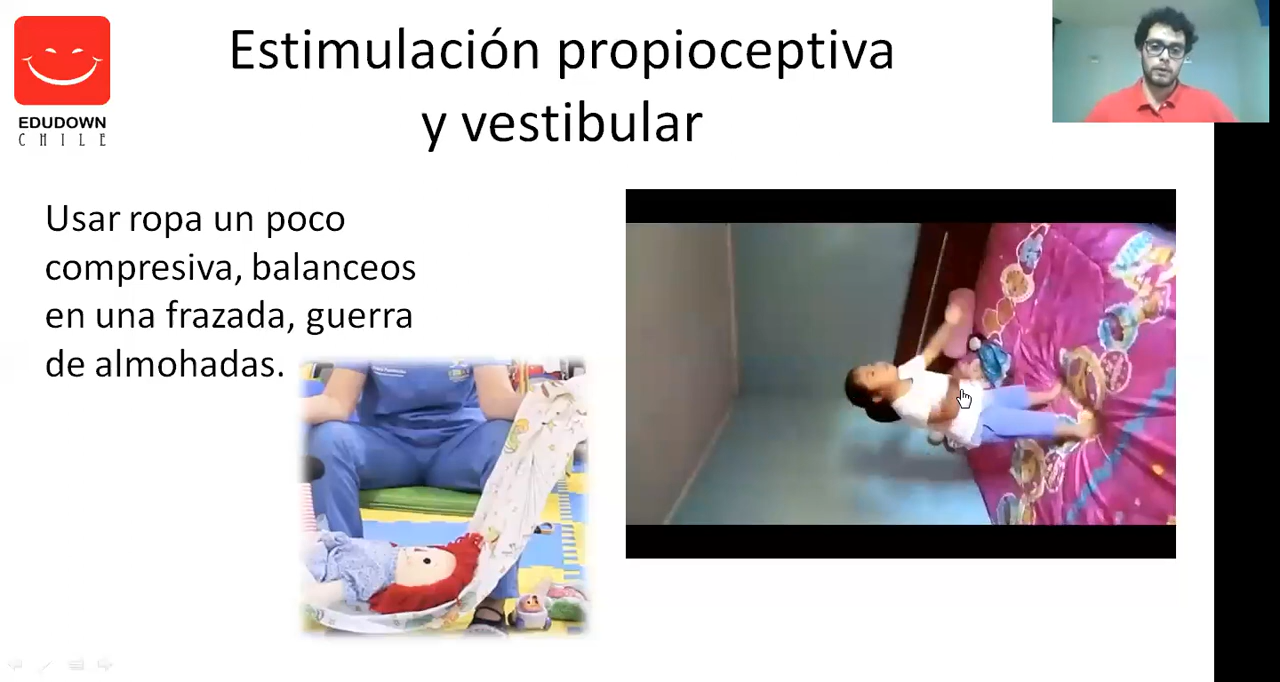 Estimulación propioceptiva
y vestibular
EDUDOWN
CHILE
Usar ropa un poco
compresiva, balanceos
en una frazada, guerra
de almohadas.